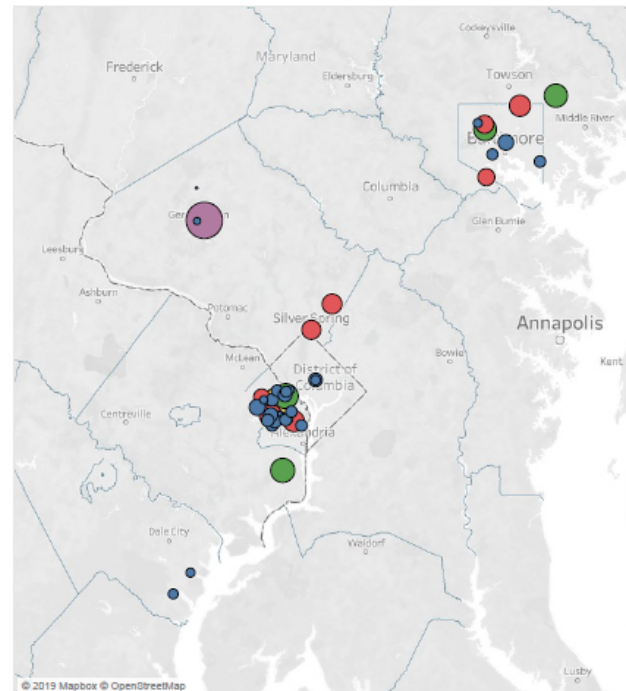 Cockeysville
Maryland
Frederick
Towson
Eldersburg
Middle River
Columbia
Glen Burnie
Leesburg
Ashburn
Potomac
Silver Spring
Annapolis
McLean
Bowie
Kent
District of
Columbia
Centreville
Alexandria
Dale City
Waldorf
Lusby
© 2019 Mapbox © OpenStreetMap